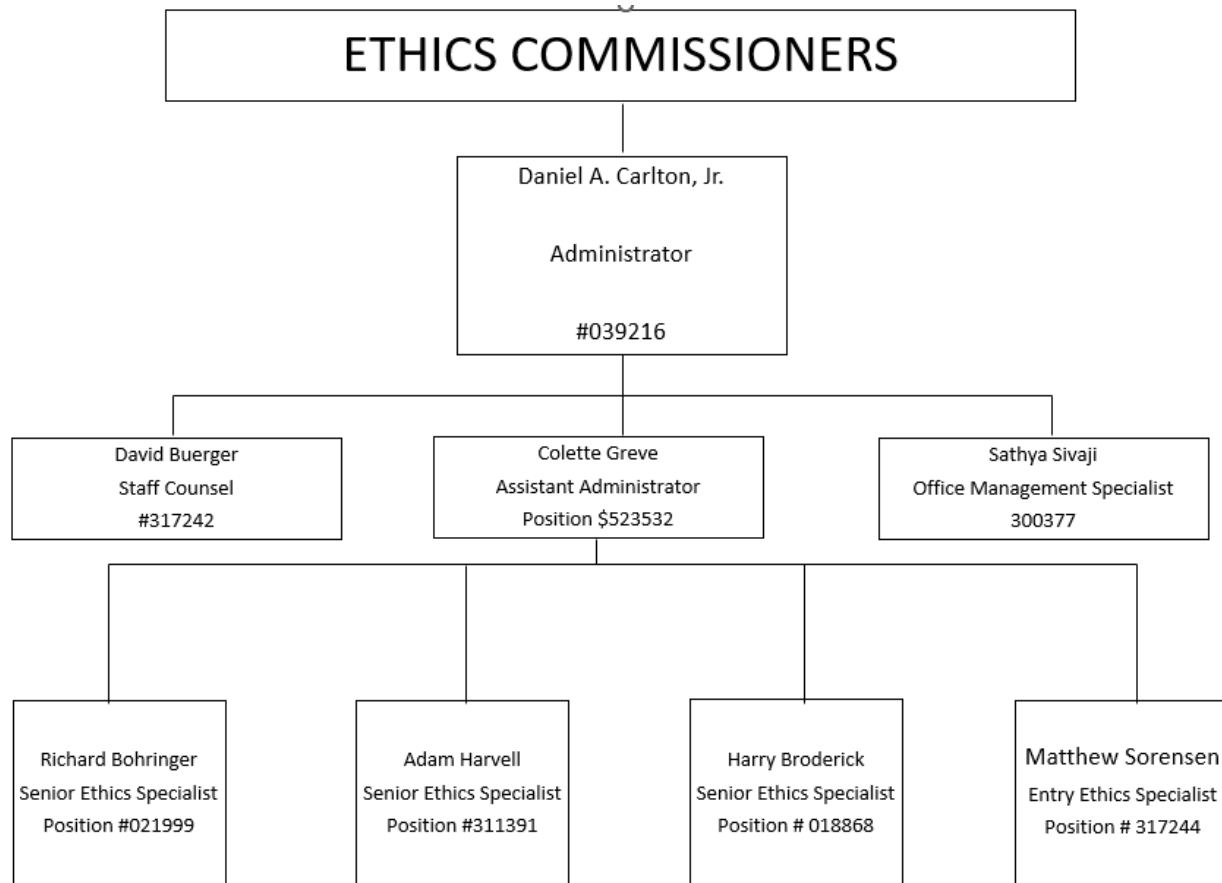 ETHICS COMMISSIONERS
Daniel A. Carlton, Jr.
Administrator
#039216
David Buerger
Staff Counsel
#317242
Colette Greve
Assistant Administrator
Position $523532
Sathya Sivaji
Office Management Specialist
300377
Richard Bohringer
Senior Ethics Specialist
Position #021999
Adam Harvell
Senior Ethics Specialist
Position #311391
Harry Broderick
Senior Ethics Specialist
Position # 018868
Matthew Sorensen
Entry Ethics Specialist
Position # 317244